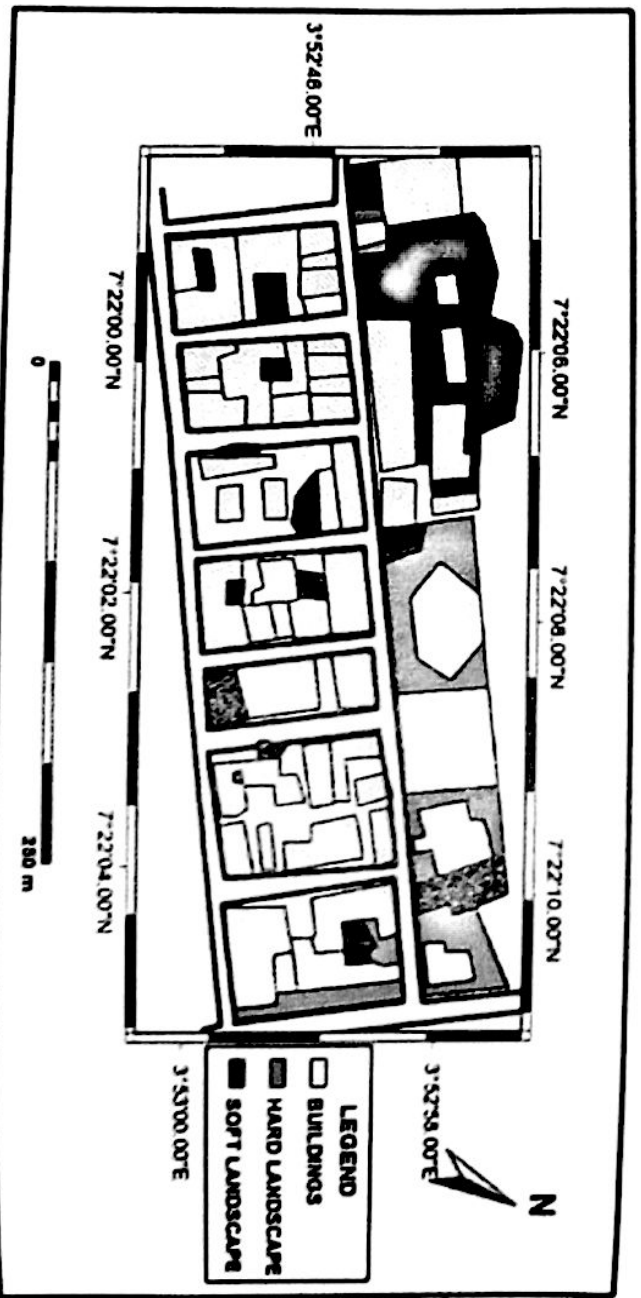 N
7°22'06.00"N 7°22'08.00"N 7°22'10.00"N
3°52'58.00"E
3°52'48.00"E
LEGEND
BUILDINGS
HARD LANDSCAPE
SOFT LANDSCAPE
3°53'00.00"E
7°22'00.00"N 7°22'02.00"N 7°22'04.00"N
0 280 m